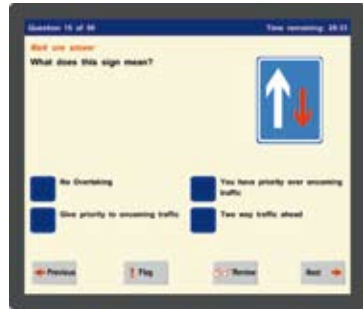 Question 15 of 50
Time remaining: 28:33
Mark one answer
What does this sign mean?
No Overtaking
You have priority over oncoming
traffic
Give priority to oncoming traffic
Two way traffic ahead
Previous
Flag
Review
Next